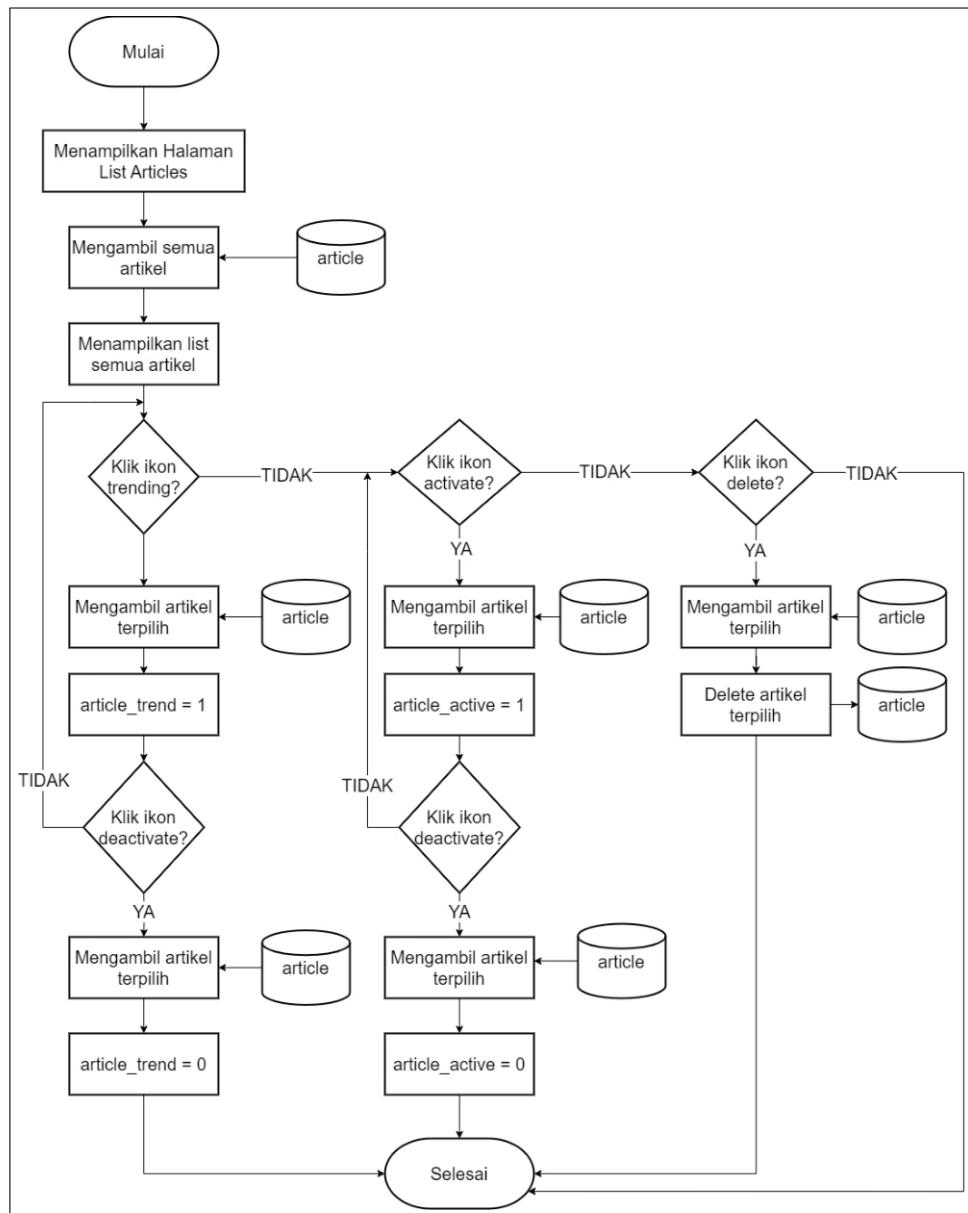 Mulai
Menampilkan Halaman
List Articles
Mengambil semua
artikel
article
Menampilkan list
semua artikel
Klik ikon
trending?
TIDAK
Klik ikon
activate?
TIDAK
Klik ikon
delete?
TIDAK
YA
YA
Mengambil artikel
terpilih
article
Mengambil artikel
terpilih
article
Mengambil artikel
terpilih
article
article_trend = 1
article_active = 1
Delete artikel
terpilih
article
TIDAK
Klik ikon
deactivate?
TIDAK
Klik ikon
deactivate?
YA
YA
Mengambil artikel
terpilih
article
Mengambil artikel
terpilih
article
article_trend = 0
article_active = 0
Selesai